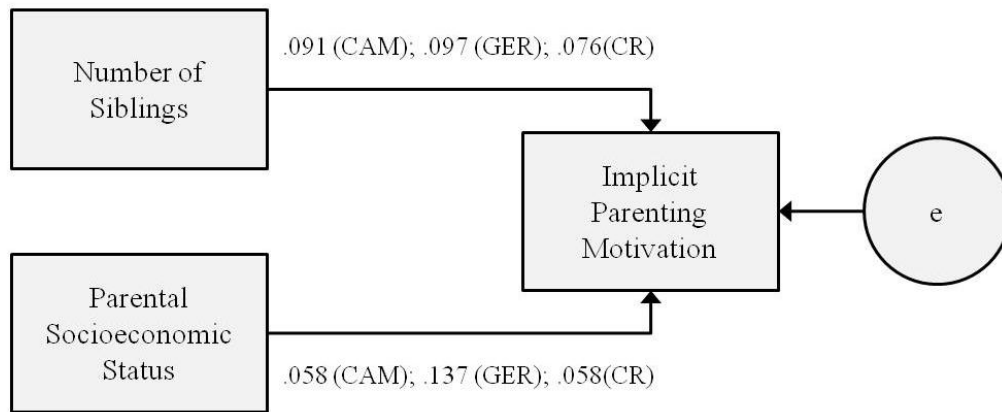 .091 (CAM); .097 (GER); .076(CR)
Number of
Siblings
Implicit
Parenting
Motivation
e
Parental
Socioeconomic
Status
.058 (CAM); .137 (GER); .058(CR)